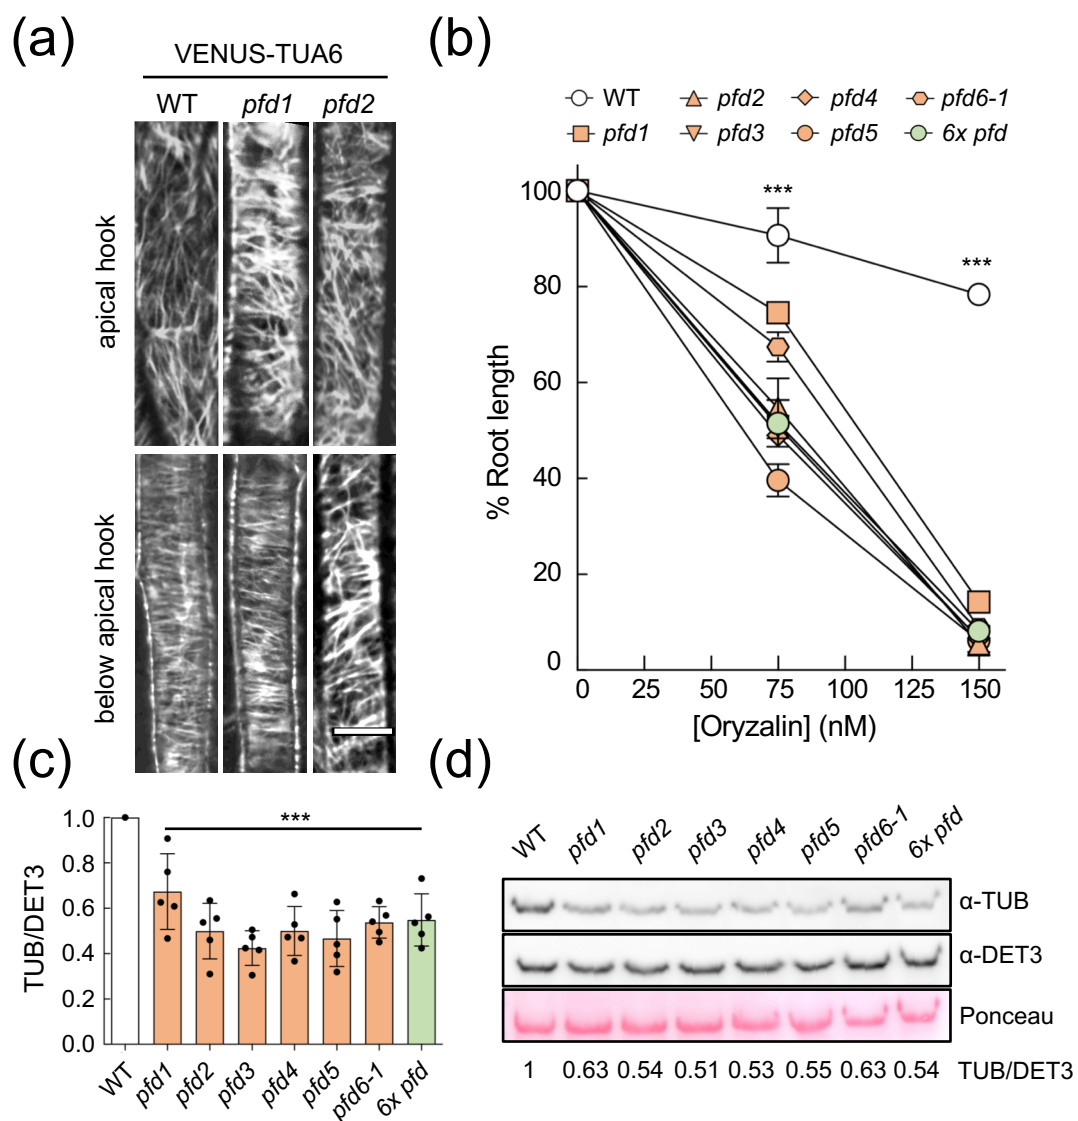 (a)
VENUS-TUA6
WT pfd1 pfd2
apical hook
below apical hook
(b)
WT pfd2 pfd4 pfd6-1
pfd1 pfd3 pfd5 6x pfd
% Root length
100
80
60
40
20
0
***
***
0 25 50 75 100 125 150
[Oryzalin] (nM)
(c)
TUB/DET3
1.0
0.8
0.6
0.4
0.2
0.0
***
WT pfd1 pfd2 pfd3 pfd4 pfd5 pfd6-1 6x pfd
(d)
WT pfd1 pfd2 pfd3 pfd4 pfd5 pfd6-1 6x pfd
α-TUB
α-DET3
Ponceau
1 0.63 0.54 0.51 0.53 0.55 0.63 0.54 TUB/DET3